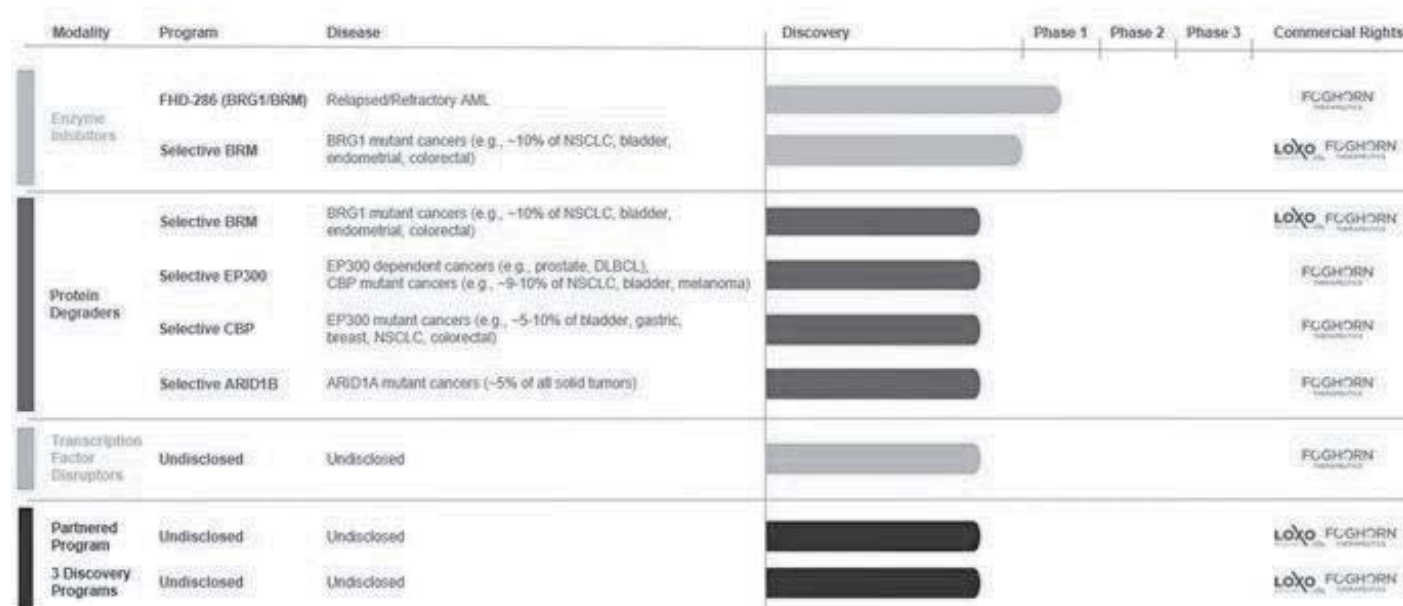 Modality Program Disease Discovery Phase 1 Phase 2 Phase 3 Commercial Rights
Enzyme
Inhibitors
FHD-286 (BRG1/BRM) Relapsed/Refractory AML FOGHORN
Selective BRM BRG1 mutant cancers (e.g., ~10% of NSCLC, bladder,
endometrial, colorectal) LOXO FOGHORN
Protein
Degraders
Selective BRM BRG1 mutant cancers (e.g., ~10% of NSCLC, bladder,
endometrial, colorectal) LOXO FOGHORN
Selective EP300 EP300 dependent cancers (e.g., prostate, DLBCL),
CBP mutant cancers (e.g., ~9-10% of NSCLC, bladder, melanoma) FOGHORN
Selective CBP EP300 mutant cancers (e.g., ~5-10% of bladder, gastric,
breast, NSCLC, colorectal) FOGHORN
Selective ARID1B ARID1A mutant cancers (~5% of all solid tumors) FOGHORN
Transcription
Factor
Disruptors
Undisclosed Undisclosed FOGHORN
Partnered
Program
Undisclosed Undisclosed LOXO FOGHORN
3 Discovery
Programs
Undisclosed Undisclosed LOXO FOGHORN